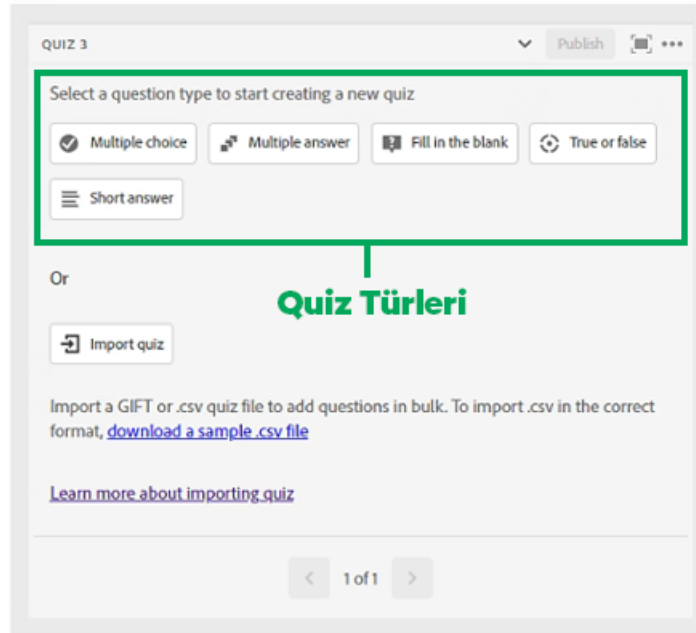 QUIZ 3
Publish
Select a question type to start creating a new quiz
Multiple choice
Multiple answer
Fill in the blank
True or false
Short answer
Or
Quiz Türleri
Import quiz
Import a GIFT or .csv quiz file to add questions in bulk. To import .csv in the correct
format, download a sample .csv file
Learn more about importing quiz
1 of 1